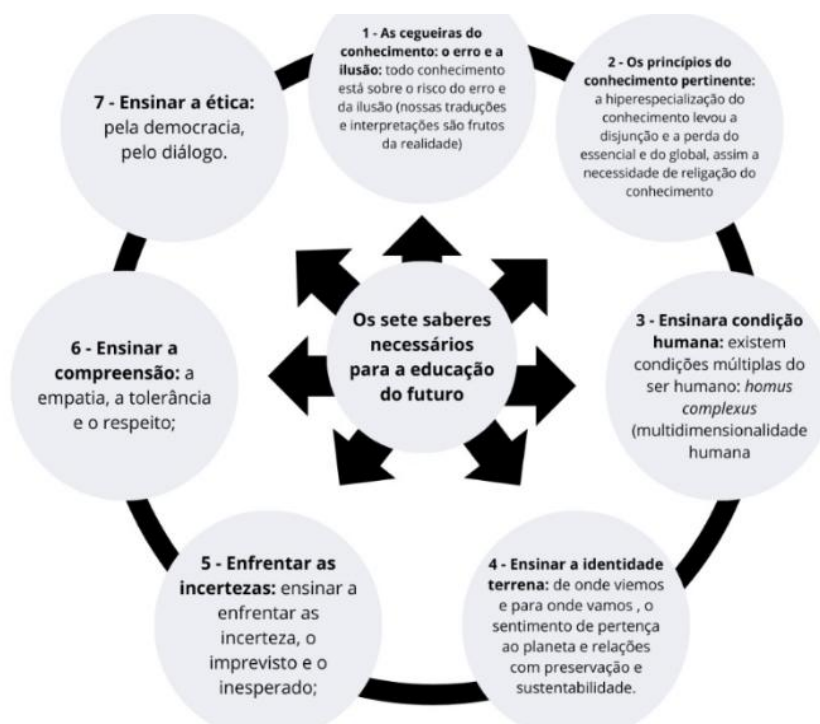 1 - As cegueiras do
conhecimento: o erro e a
ilusão: todo conhecimento
está sobre o risco do erro e
da ilusão (nossas traduções
e interpretações são frutos
da realidade)
2 - Os princípios do
conhecimento pertinente:
a hiperespecialização do
conhecimento levou a
disjunção e a perda do
essencial e do global, assim a
necessidade de religação do
conhecimento
3 - Ensinara condição
humana: existem
condições múltiplas do
ser humano: homus
complexus
(multidimensionalidade
humana
4 - Ensinar a identidade
terrena: de onde viemos
e para onde vamos , o
sentimento de pertença
ao planeta e relações
com preservação e
sustentabilidade.
5 - Enfrentar as
incertezas: ensinar a
enfrentar as
incerteza, o
imprevisto e o
inesperado;
6 - Ensinar a
compreensão: a
empatia, a tolerância
e o respeito;
7 - Ensinar a ética:
pela democracia,
pelo diálogo.
Os sete saberes
necessários
para a educação
do futuro